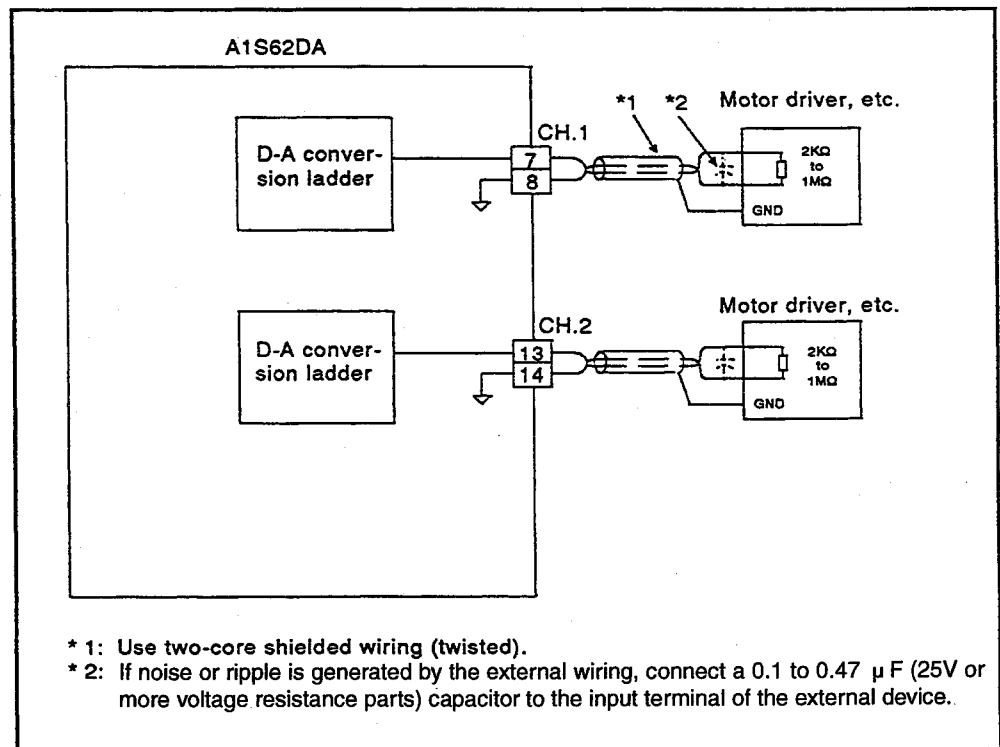 A1S62DA
*1 *2 Motor driver, etc.
D-A conver-
sion ladder
CH.1
7
8
2KΩ
to
1MΩ
GND
Motor driver, etc.
D-A conver-
sion ladder
CH.2
13
14
2KΩ
to
1MΩ
GND
* 1: Use two-core shielded wiring (twisted).
* 2: If noise or ripple is generated by the external wiring, connect a 0.1 to 0.47 μ F (25V or
more voltage resistance parts) capacitor to the input terminal of the external device.